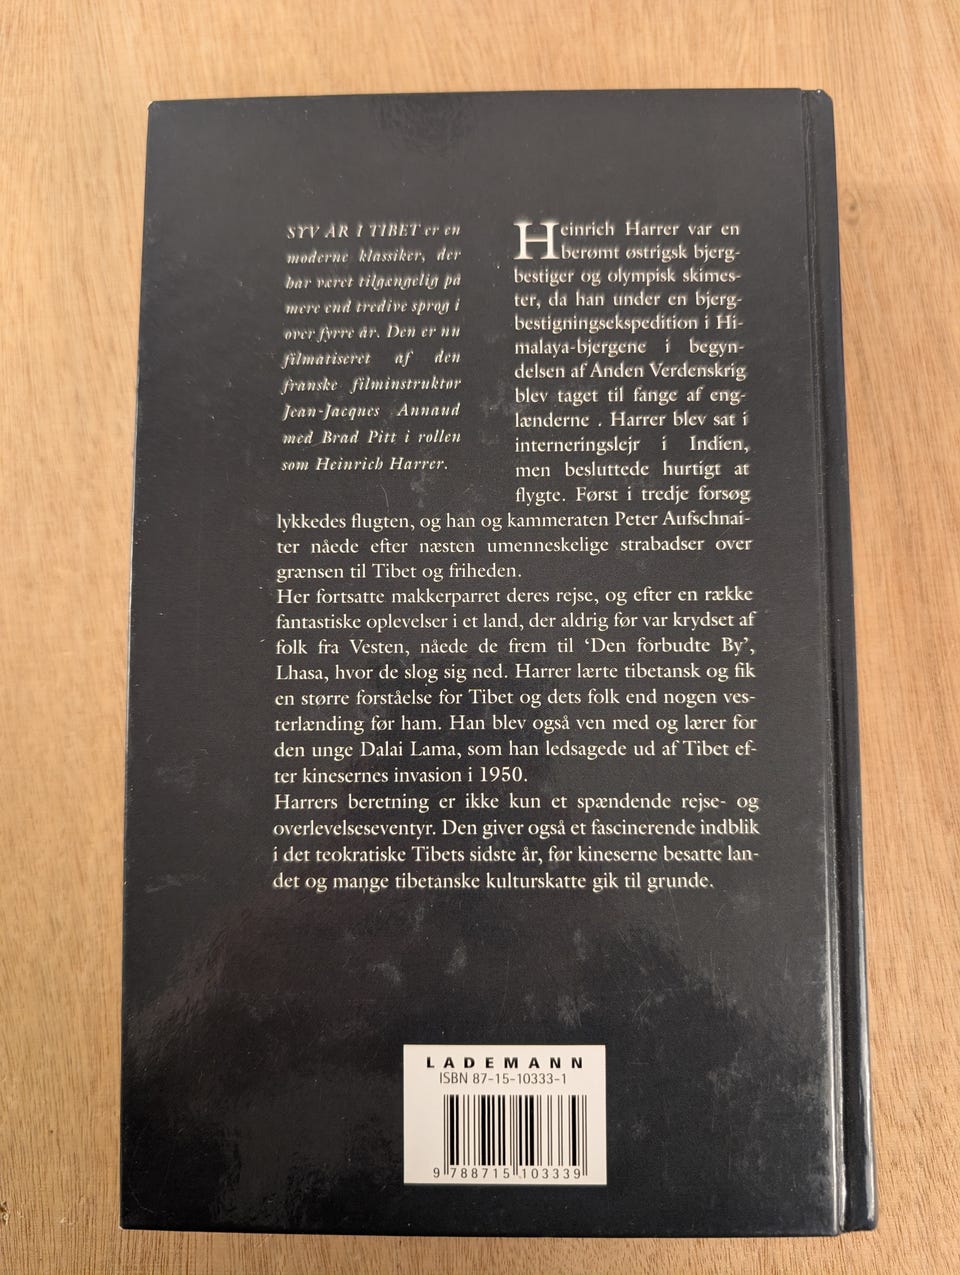 SYV ÅR I TIBET er en
moderne klassiker, der
har været tilgængelig på
mere end tredive sprog i
over fyrre år. Den er nu
filmatiseret af den
franske filminstruktør
Jean-Jacques Annaud
med Brad Pitt i rollen
som Heinrich Harrer.
Heinrich Harrer var en
berømt østrigsk bjerg-
bestiger og olympisk skimes-
ter, da han under en bjerg-
bestigningsekspedition i Hi-
malaya-bjergene i begyn-
delsen af Anden Verdenskrig
blev taget til fange af eng-
lænderne . Harrer blev sat i
interneringslejr i Indien,
men besluttede hurtigt at
flygte. Først i tredje forsøg
lykkedes flugten, og han og kammeraten Peter Aufschnai-
ter nåede efter næsten umenneskelige strabadser over
grænsen til Tibet og friheden.
Her fortsatte makkerparret deres rejse, og efter en række
fantastiske oplevelser i et land, der aldrig før var krydset af
folk fra Vesten, nåede de frem til ‘Den forbudte By’,
Lhasa, hvor de slog sig ned. Harrer lærte tibetansk og fik
en større forståelse for Tibet og dets folk end nogen ves-
terlænding før ham. Han blev også ven med og lærer for
den unge Dalai Lama, som han ledsagede ud af Tibet ef-
ter kinesernes invasion i 1950.
Harrers beretning er ikke kun et spændende rejse- og
overlevelseseventyr. Den giver også et fascinerende indblik
i det teokratiske Tibets sidste år, før kineserne besatte lan-
det og mange tibetanske kulturskatte gik til grunde.
LADEMANN
ISBN 87-15-10333-1
9 788715 103339